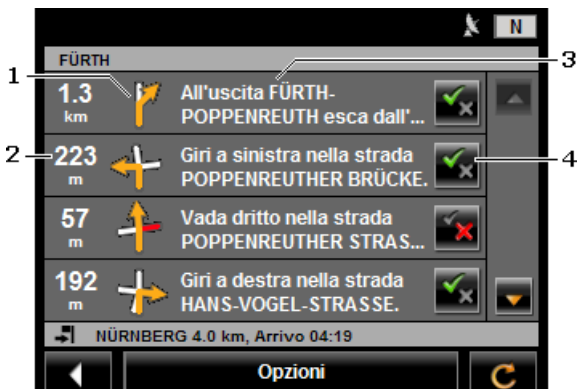 N
FÜRTH
1
3
1.3
km
All'uscita FÜRTH-
POPPENREUTH esca dall'...
2
223
m
Giri a sinistra nella strada
POPPENREUTHER BRÜCKE.
4
57
m
Vada dritto nella strada
POPPENREUTHER STRAS...
192
m
Giri a destra nella strada
HANS-VOGEL-STRASSE.
NÜRNBERG 4.0 km, Arrivo 04:19
Opzioni